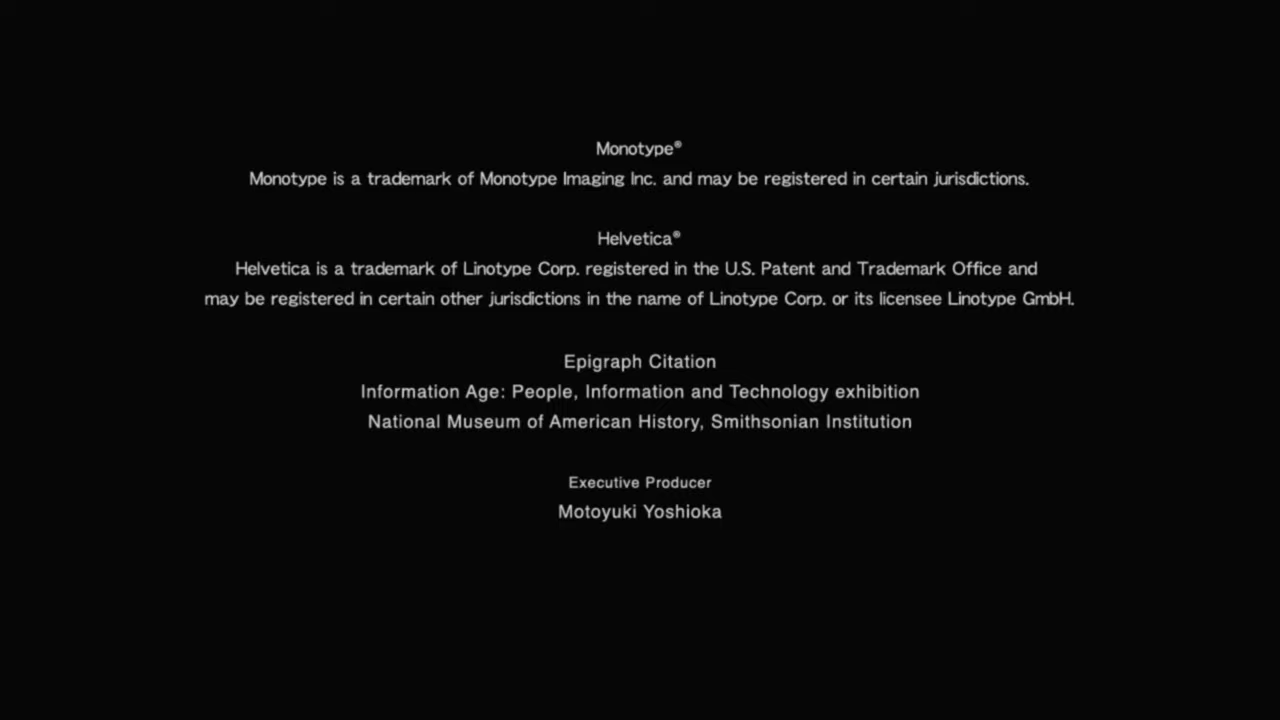 Monotype®
Monotype is a trademark of Monotype Imaging Inc. and may be registered in certain jurisdictions.
Helvetica®
Helvetica is a trademark of Linotype Corp. registered in the U.S. Patent and Trademark Office and
may be registered in certain other jurisdictions in the name of Linotype Corp. or its licensee Linotype GmbH.
Epigraph Citation
Information Age: People, Information and Technology exhibition
National Museum of American History, Smithsonian Institution
Executive Producer
Motoyuki Yoshioka